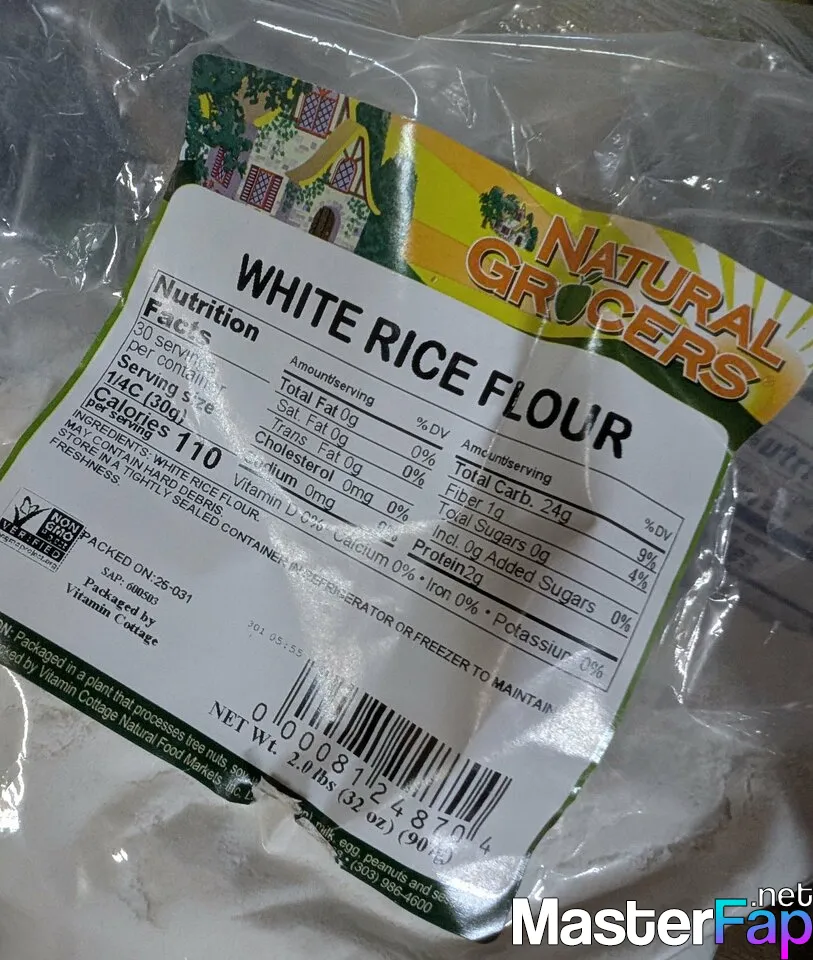 NATURAL
GROCERS
WHITE RICE FLOUR
Nutrition
Facts
30 servings
per container
Serving size
1/4C (30g)
Calories 110
per serving
Amount/serving %DV
Total Fat 0g 0%
Sat. Fat 0g 0%
Trans Fat 0g
Cholesterol 0mg 0%
Sodium 0mg 0%
Amount/serving %DV
Total Carb. 24g 9%
Fiber 1g 4%
Total Sugars 0g
Incl. 0g Added Sugars 0%
Protein 2g
Vitamin D 0% • Calcium 0% • Iron 0% • Potassium 0%
INGREDIENTS: WHITE RICE FLOUR.
MAY CONTAIN HARD DEBRIS.
STORE IN A TIGHTLY SEALED CONTAINER IN REFRIGERATOR OR FREEZER TO MAINTAIN
FRESHNESS.
NON
GMO
VERIFIED
PACKED ON:25-031
SAP: 600503
Packaged by
Vitamin Cottage
301 05:55
0 00081 24870 4
NET Wt. 2.0 lbs (32 oz) (907g)
Packaged in a plant that processes tree nuts, milk, egg, peanuts and
by Vitamin Cottage Natural Food Markets, (303) 986-4600
MasterFap
.net